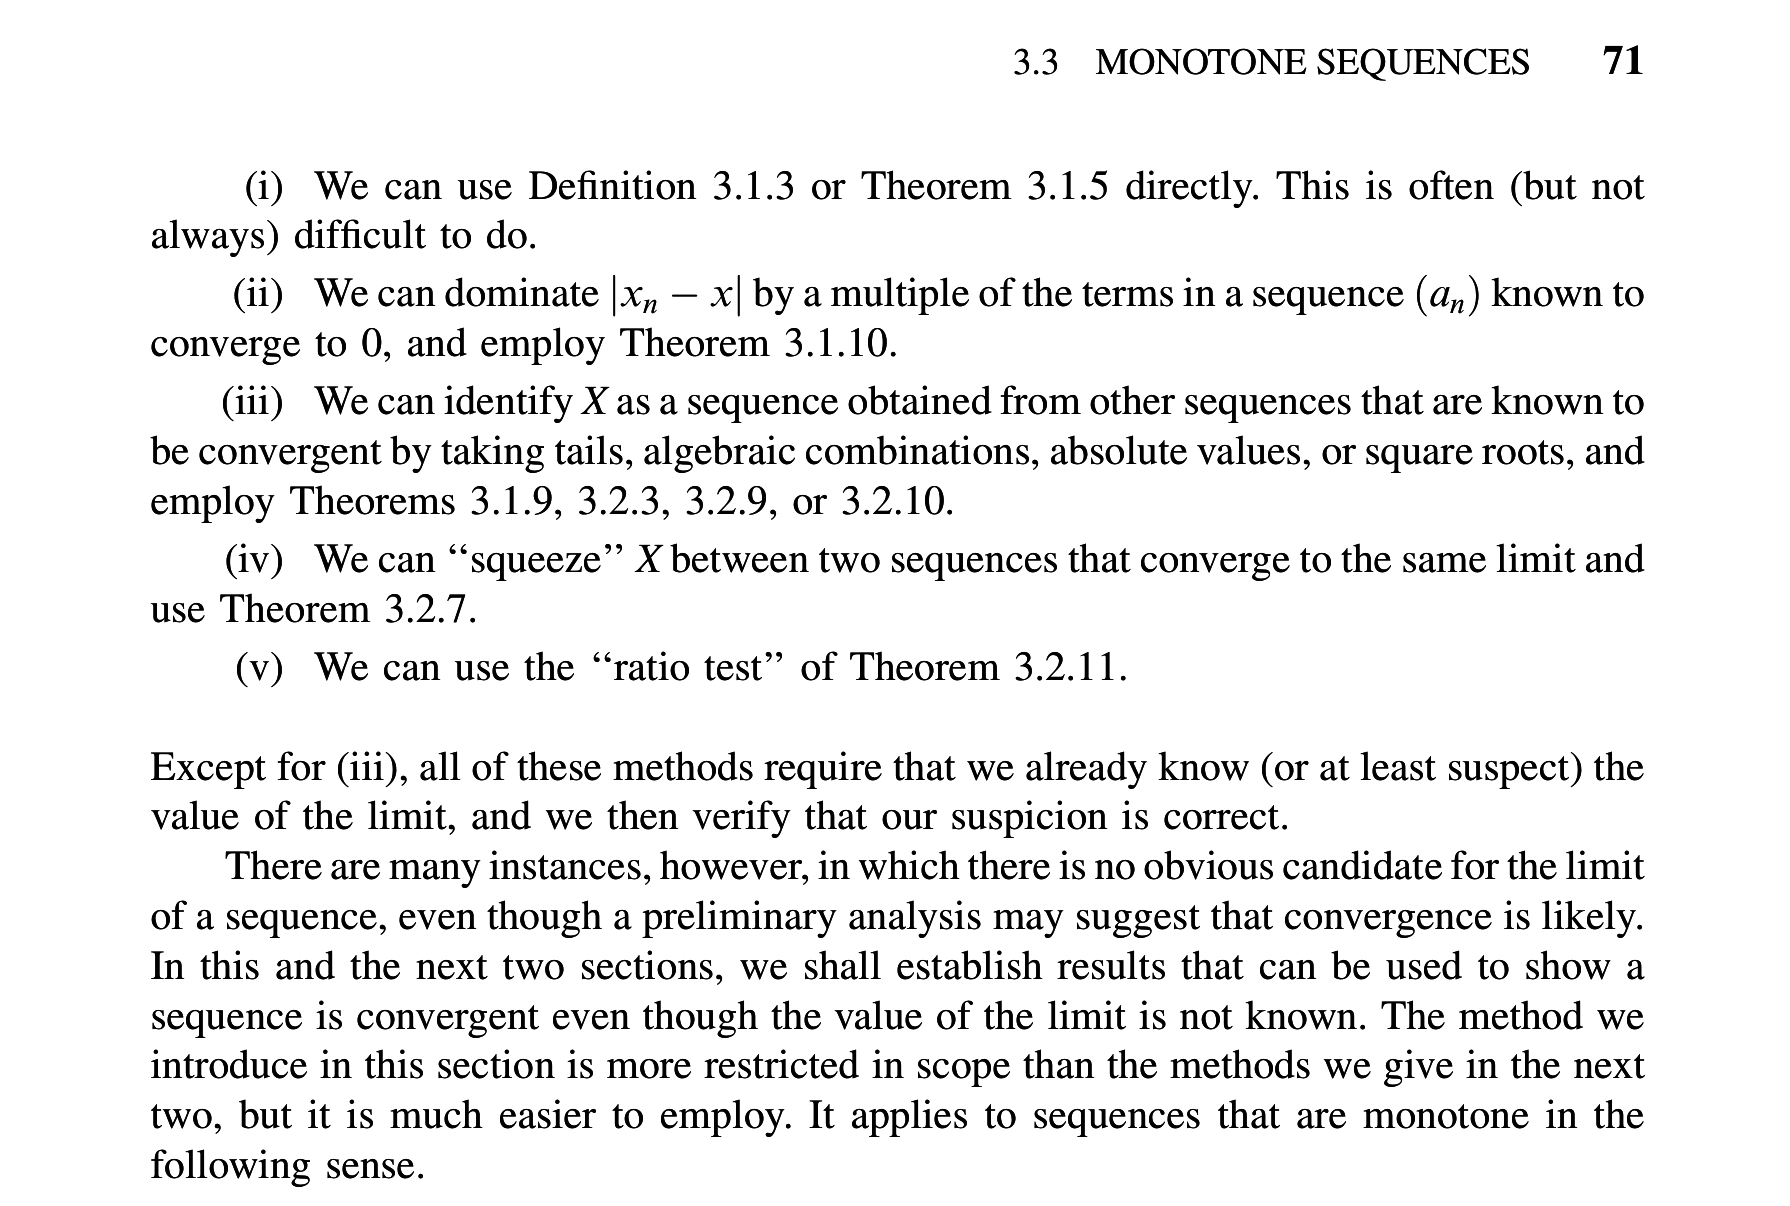 3.3 MONOTONE SEQUENCES 71
(i) We can use Definition 3.1.3 or Theorem 3.1.5 directly. This is often (but not
always) difficult to do.
(ii) We can dominate |xₙ − x| by a multiple of the terms in a sequence (aₙ) known to
converge to 0, and employ Theorem 3.1.10.
(iii) We can identify X as a sequence obtained from other sequences that are known to
be convergent by taking tails, algebraic combinations, absolute values, or square roots, and
employ Theorems 3.1.9, 3.2.3, 3.2.9, or 3.2.10.
(iv) We can ‘‘squeeze’’ X between two sequences that converge to the same limit and
use Theorem 3.2.7.
(v) We can use the ‘‘ratio test’’ of Theorem 3.2.11.
Except for (iii), all of these methods require that we already know (or at least suspect) the
value of the limit, and we then verify that our suspicion is correct.
There are many instances, however, in which there is no obvious candidate for the limit
of a sequence, even though a preliminary analysis may suggest that convergence is likely.
In this and the next two sections, we shall establish results that can be used to show a
sequence is convergent even though the value of the limit is not known. The method we
introduce in this section is more restricted in scope than the methods we give in the next
two, but it is much easier to employ. It applies to sequences that are monotone in the
following sense.